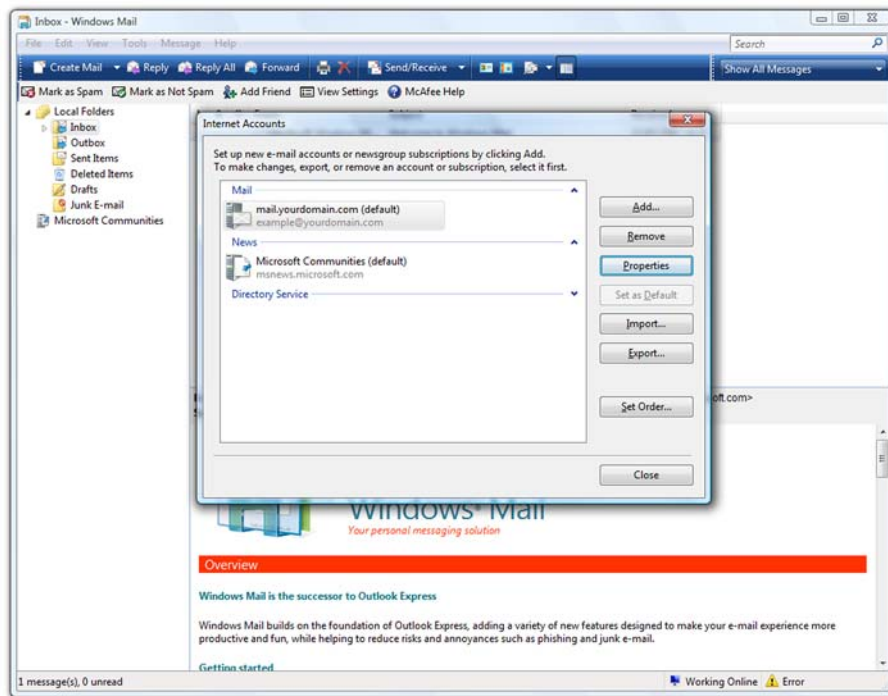 Inbox - Windows Mail
File Edit View Tools Message Help
Search
Create Mail Reply Reply All Forward Send/Receive
Show All Messages
Mark as Spam Mark as Not Spam Add Friend View Settings McAfee Help
Local Folders
Inbox
Outbox
Sent Items
Deleted Items
Drafts
Junk E-mail
Microsoft Communities
Internet Accounts
Set up new e-mail accounts or newsgroup subscriptions by clicking Add.
To make changes, export, or remove an account or subscription, select it first.
Mail
mail.yourdomain.com (default)
example@yourdomain.com
News
Microsoft Communities (default)
msnews.microsoft.com
Directory Service
Add...
Remove
Properties
Set as Default
Import...
Export...
Set Order...
Close
oft.com>
Windows® Mail
Your personal messaging solution
Overview
Windows Mail is the successor to Outlook Express
Windows Mail builds on the foundation of Outlook Express, adding a variety of new features designed to make your e-mail experience more
productive and fun, while helping to reduce risks and annoyances such as phishing and junk e-mail.
Getting started
1 message(s), 0 unread
Working Online Error